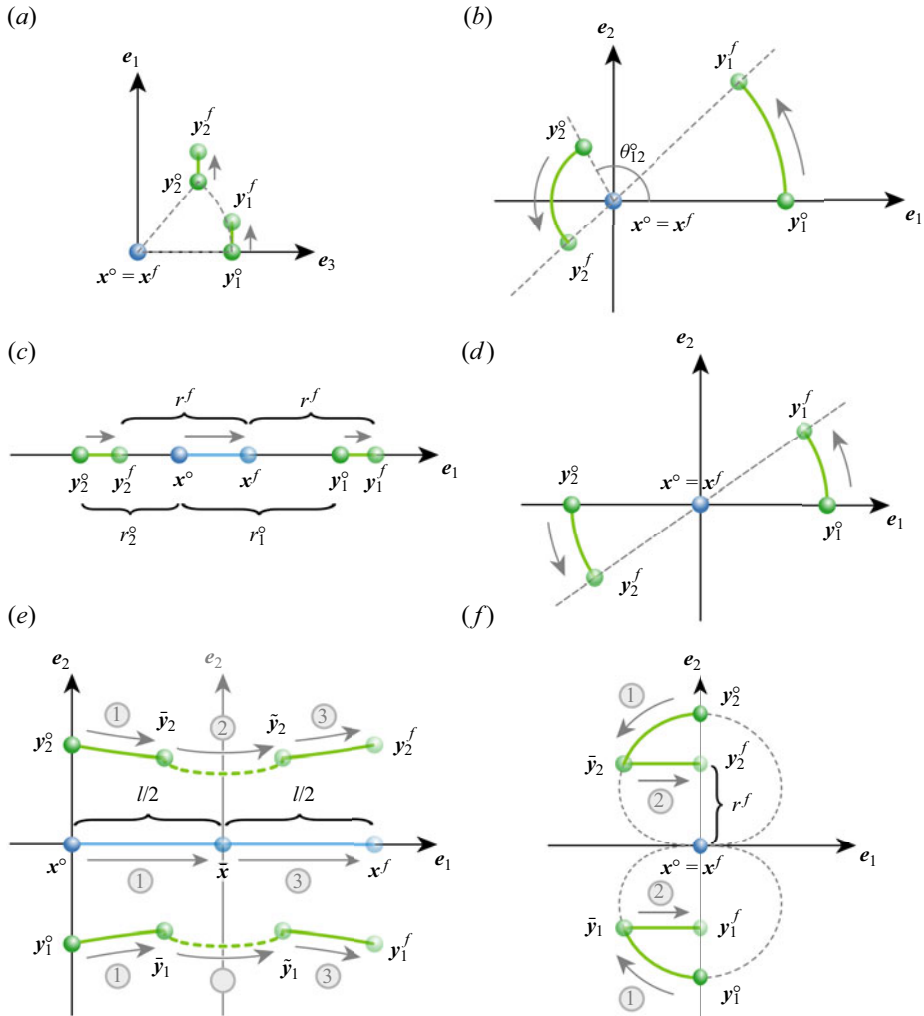 (a)
e₁
y₂ᶠ
y₂°
y₁ᶠ
x° = xᶠ
y₁°
e₃
(b)
e₂
y₁ᶠ
y₂°
θ₁₂°
x° = xᶠ
y₁°
e₁
y₂ᶠ
(c)
rᶠ rᶠ
y₂° y₂ᶠ x° xᶠ y₁° y₁ᶠ e₁
r₂° r₁°
(d)
e₂
y₁ᶠ
y₂°
x° = xᶠ
y₁°
e₁
y₂ᶠ
(e)
e₂ e₂
1 ȳ₂ 2 ỹ₂ 3
y₂° y₂ᶠ
l/2 l/2
x° x̄ xᶠ e₁
1 3
y₁° y₁ᶠ
1 ȳ₁ ỹ₁ 3
(f)
e₂
1 y₂°
ȳ₂ y₂ᶠ
2 rᶠ
x° = xᶠ e₁
2
ȳ₁ y₁ᶠ
1 y₁°